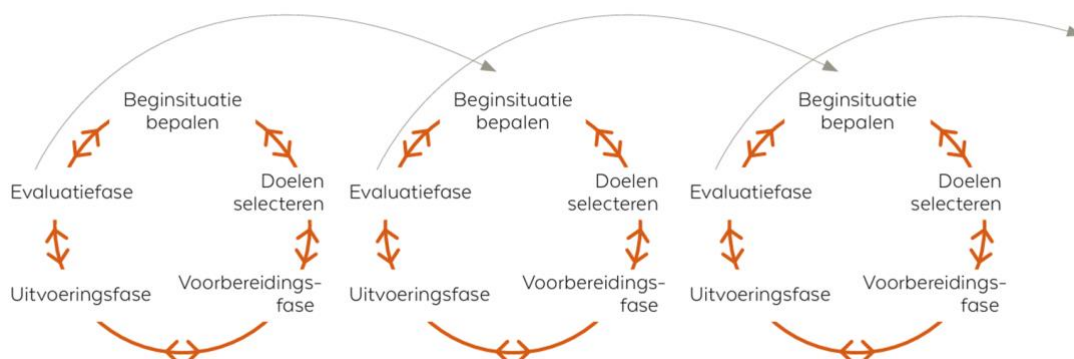 Beginsituatie
bepalen
Doelen
selecteren
Voorbereidings-
fase
Uitvoeringsfase
Evaluatiefase
Beginsituatie
bepalen
Doelen
selecteren
Voorbereidings-
fase
Uitvoeringsfase
Evaluatiefase
Beginsituatie
bepalen
Doelen
selecteren
Voorbereidings-
fase
Uitvoeringsfase
Evaluatiefase